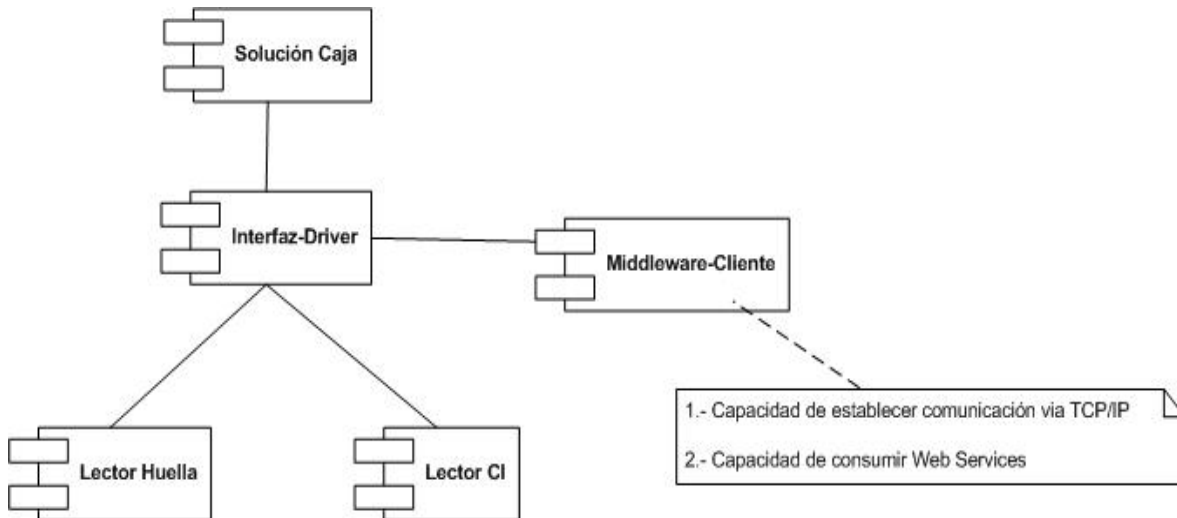 Solución Caja
Interfaz-Driver
Middleware-Cliente
1.- Capacidad de establecer comunicación via TCP/IP
2.- Capacidad de consumir Web Services
Lector Huella
Lector CI